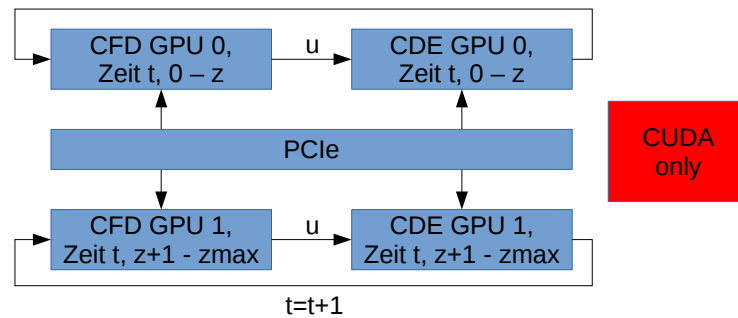 CFD GPU 0,
Zeit t, 0 – z
u
CDE GPU 0,
Zeit t, 0 – z
PCIe
CUDA
only
CFD GPU 1,
Zeit t, z+1 - zmax
u
CDE GPU 1,
Zeit t, z+1 - zmax
t=t+1